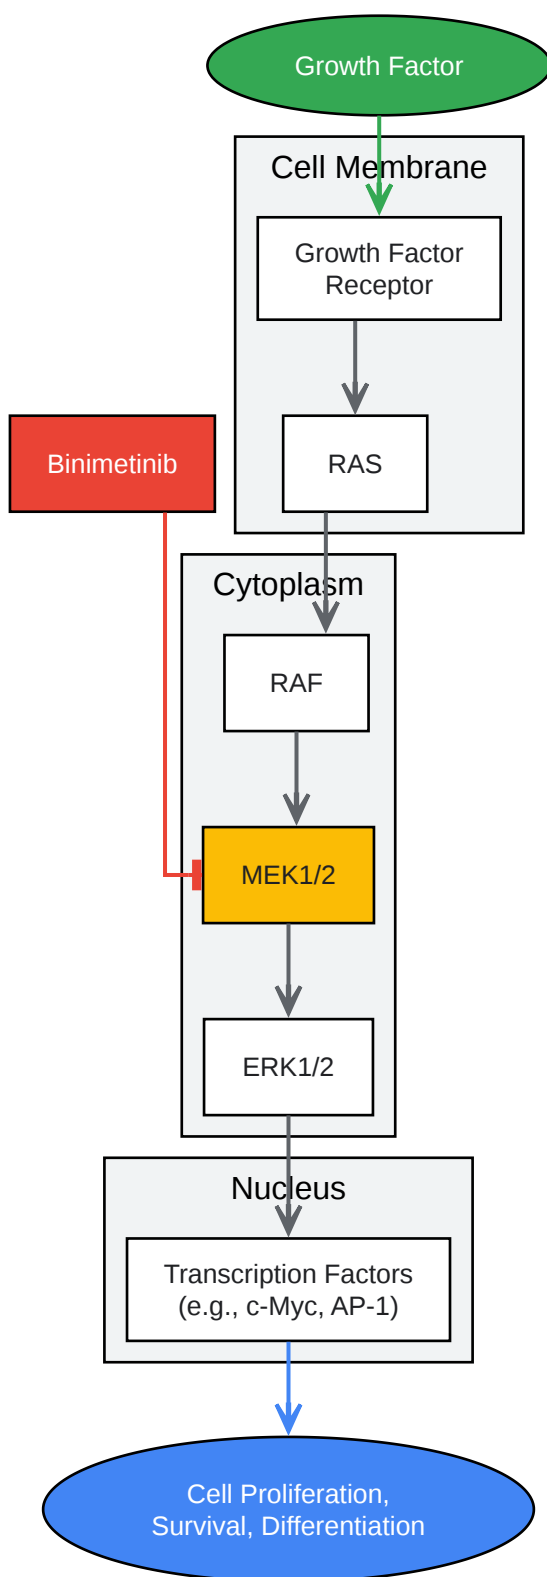 Growth Factor
Cell Membrane
Growth Factor
Receptor
Binimetinib
RAS
Cytoplasm
RAF
MEK1/2
ERK1/2
Nucleus
Transcription Factors
(e.g., c-Myc, AP-1)
Cell Proliferation,
Survival, Differentiation